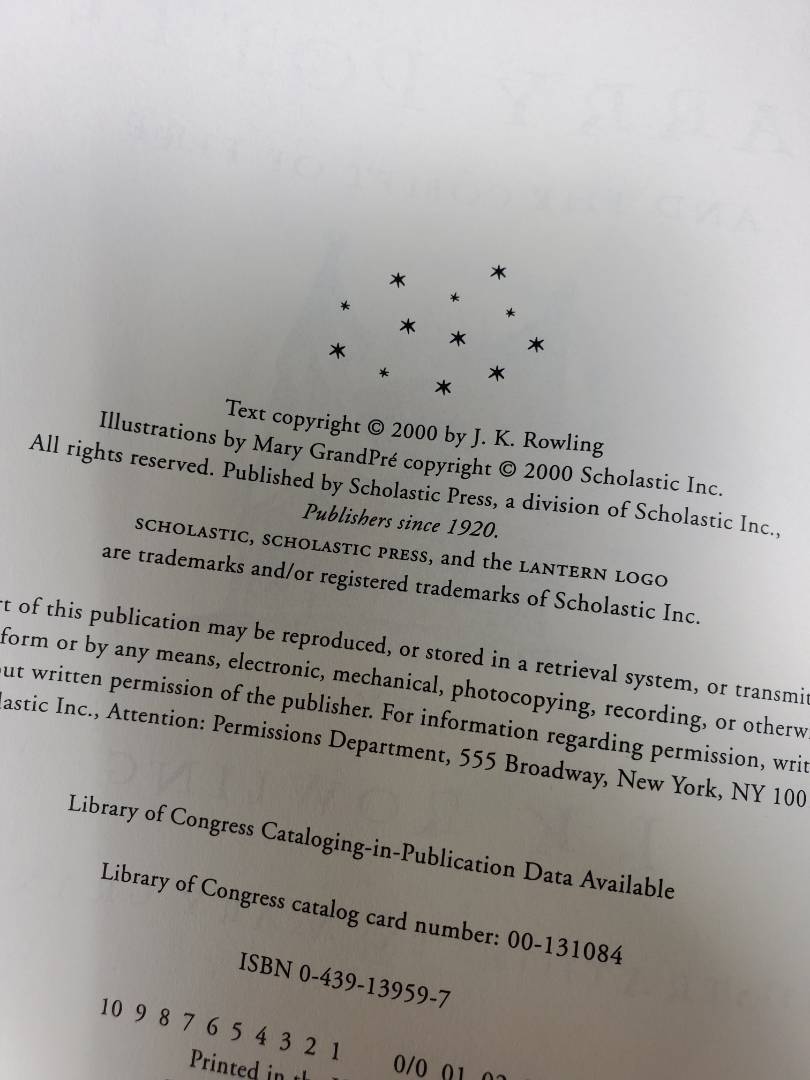 Text copyright © 2000 by J. K. Rowling
Illustrations by Mary GrandPré copyright © 2000 Scholastic Inc.
All rights reserved. Published by Scholastic Press, a division of Scholastic Inc.,
Publishers since 1920.
SCHOLASTIC, SCHOLASTIC PRESS, and the LANTERN LOGO
are trademarks and/or registered trademarks of Scholastic Inc.
of this publication may be reproduced, or stored in a retrieval system, or transmit
form or by any means, electronic, mechanical, photocopying, recording, or otherw
written permission of the publisher. For information regarding permission, writ
lastic Inc., Attention: Permissions Department, 555 Broadway, New York, NY 100
Library of Congress Cataloging-in-Publication Data Available
Library of Congress catalog card number: 00-131084
ISBN 0-439-13959-7
10 9 8 7 6 5 4 3 2 1 0/0 01 02
Printed in